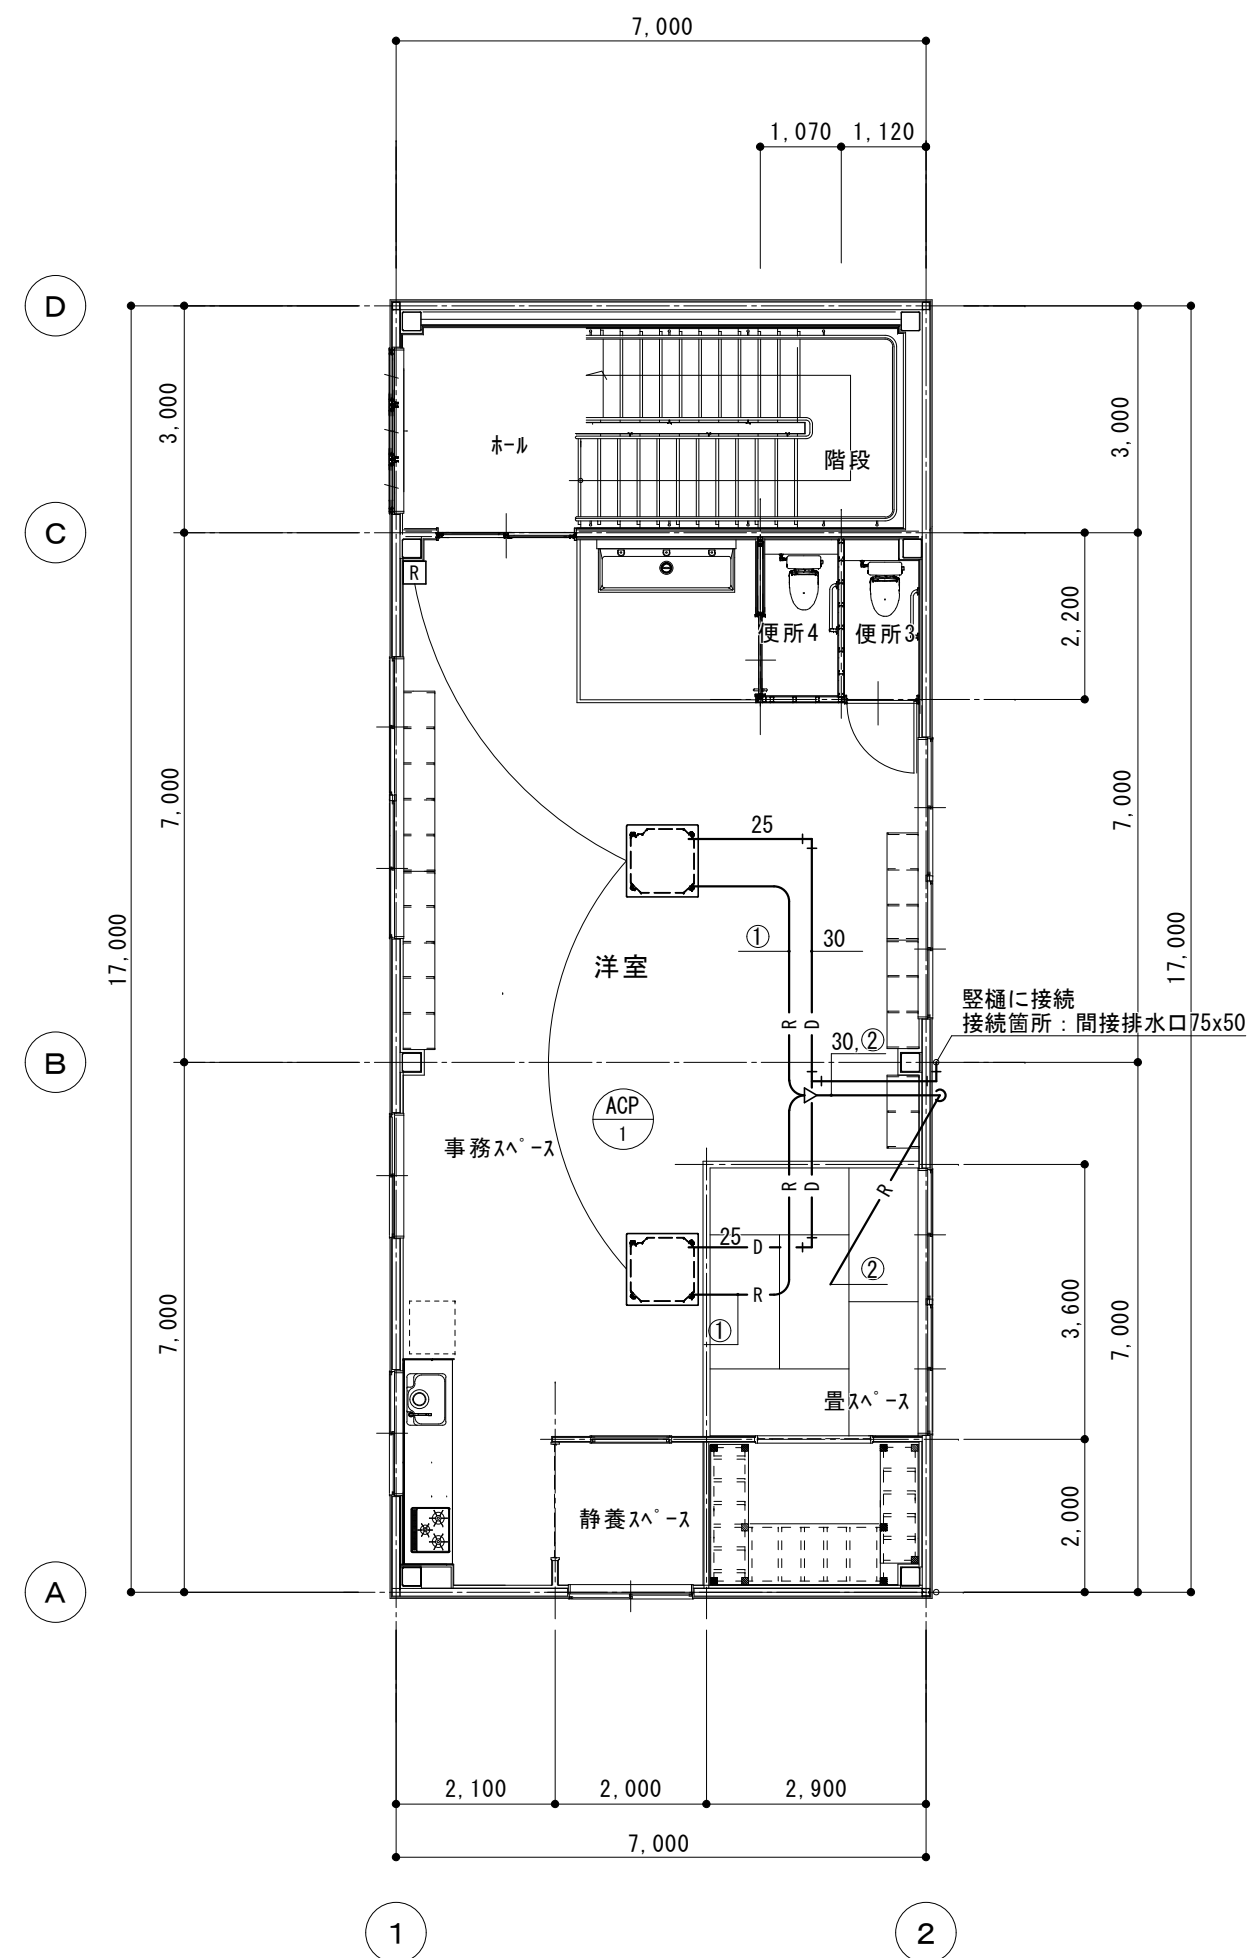 7,000
1,070
1,120
D
3,000
ホール
階段
3,000
C
R
便所4
便所3
2,200
7,000
7,000
17,000
17,000
25
①
30
洋室
竪樋に接続
接続箇所：間接排水口75x50
R
D
30,②
B
ACP
1
事務スペース
R
D
R
25
D
②
R
①
7,000
3,600
7,000
畳スペース
静養スペース
2,000
A
2,100
2,000
2,900
7,000
1
2